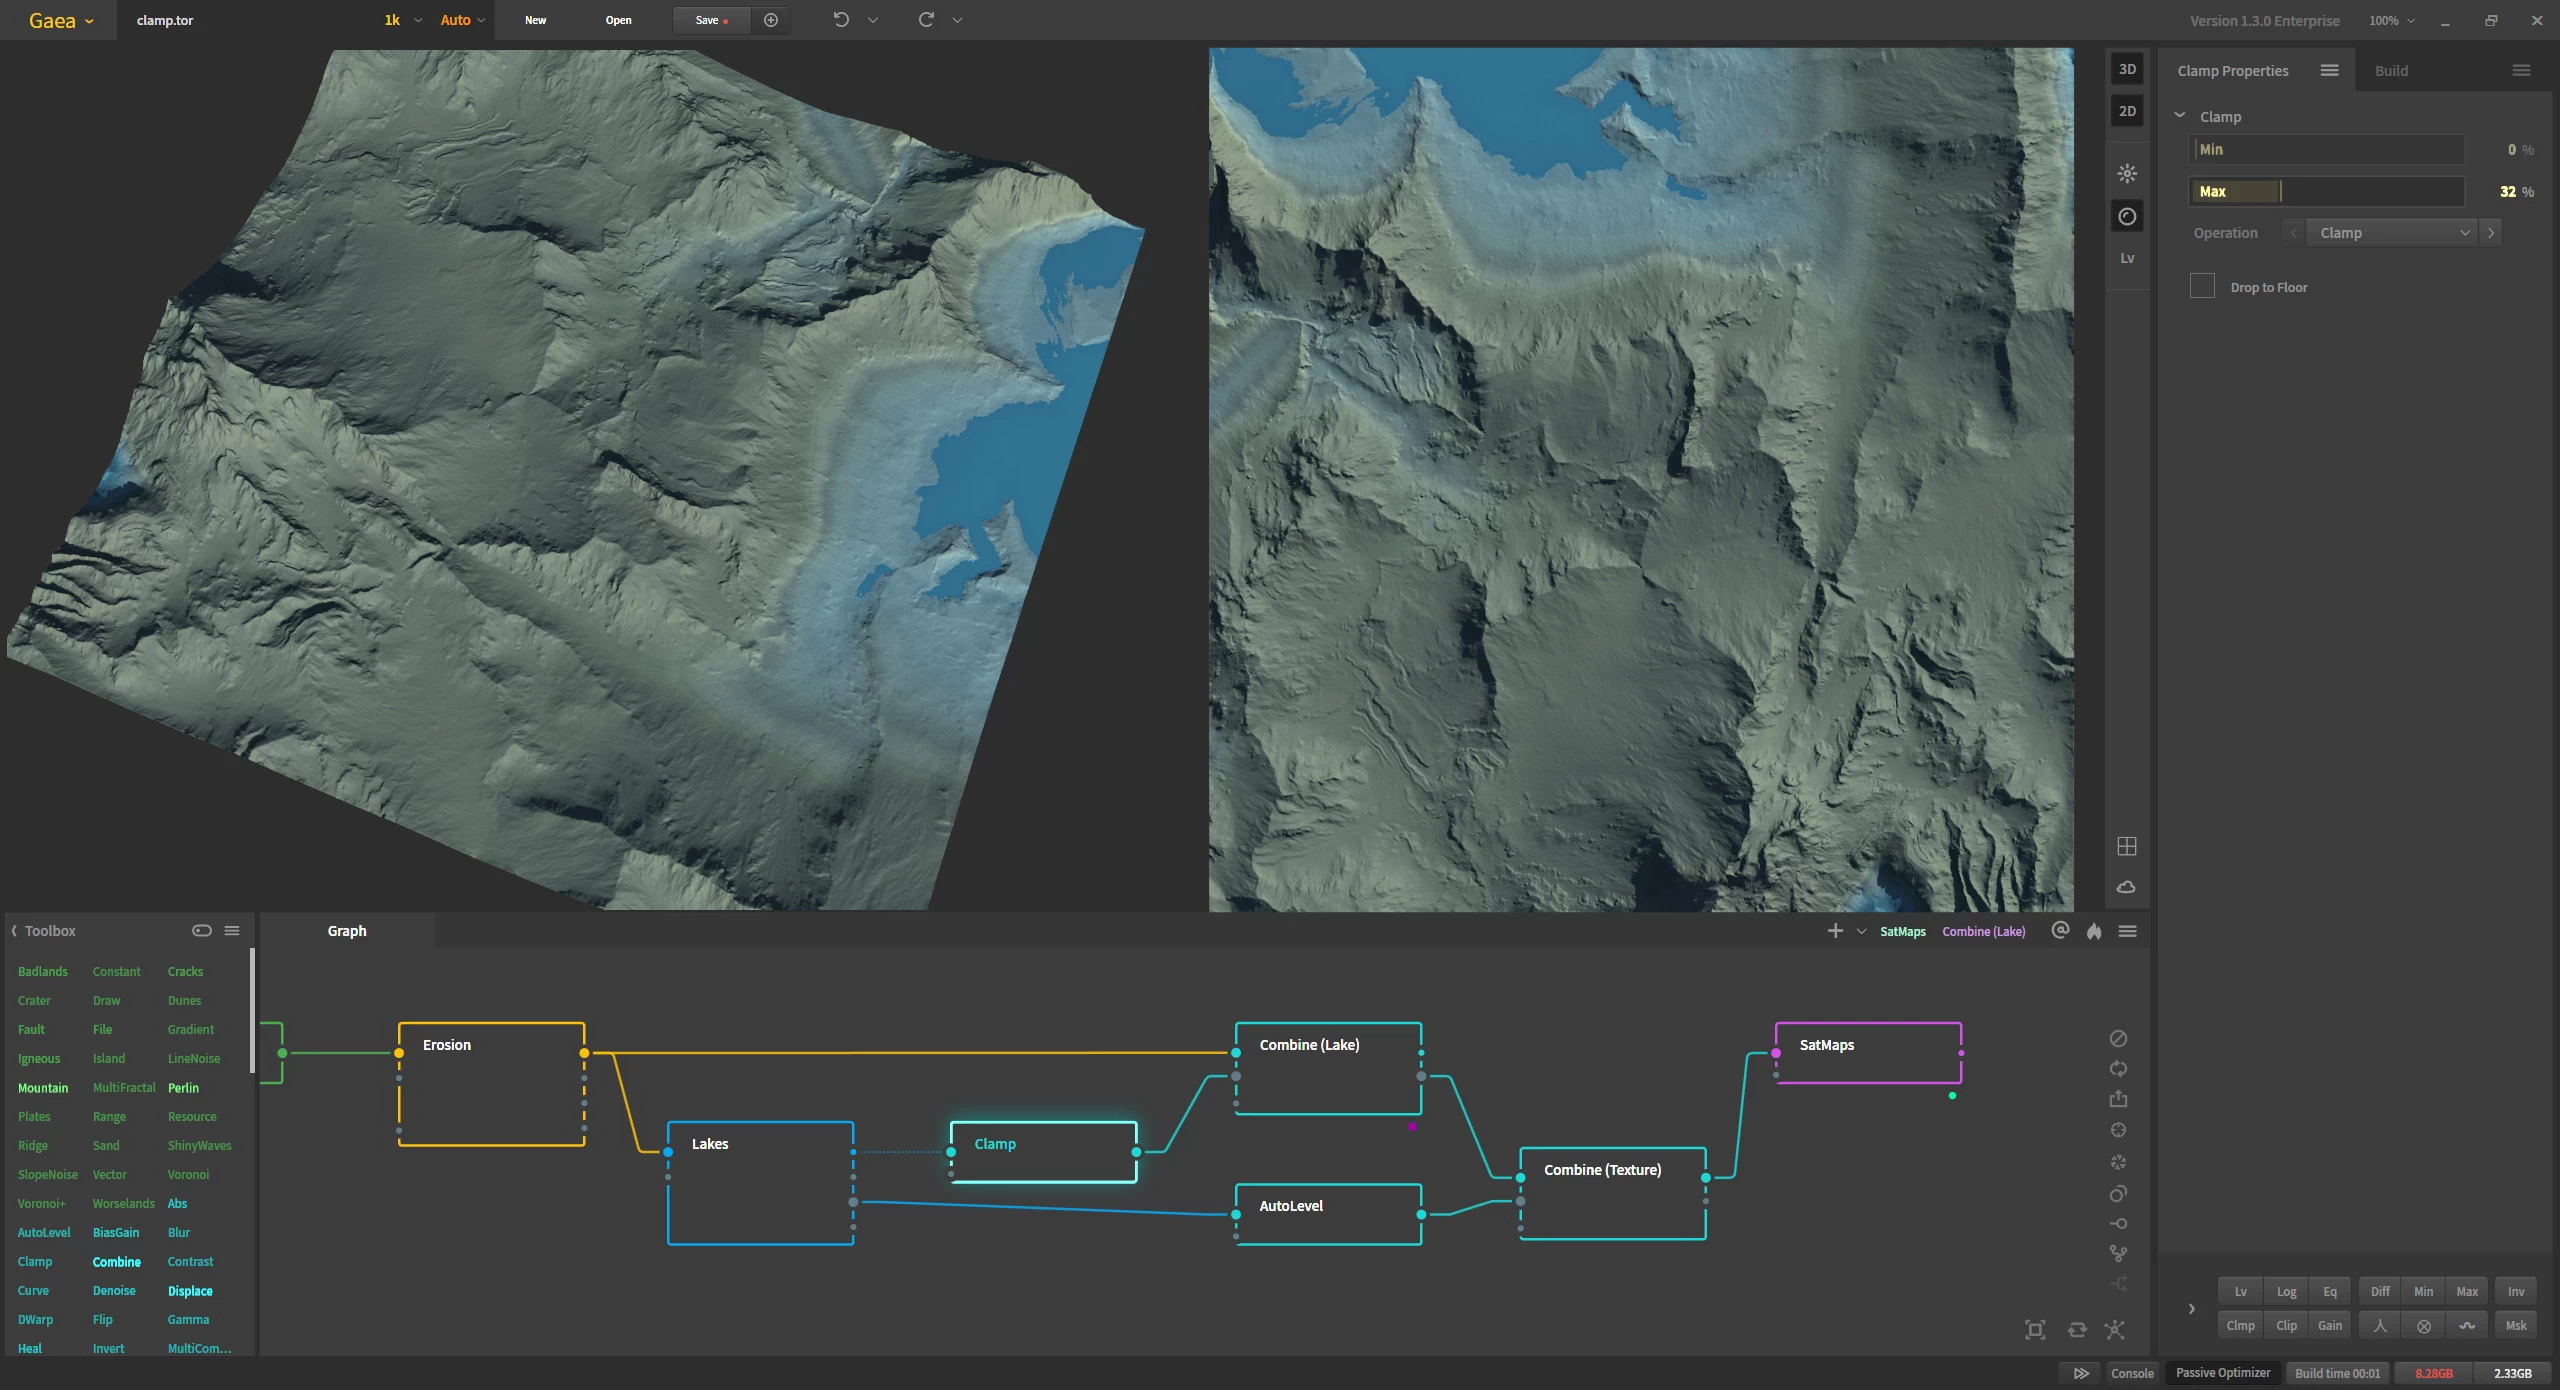 Gaea
clamp.tor
1k
Auto
New
Open
Save
Version 1.3.0 Enterprise
100%
3D
2D
Lv
Clamp Properties
Build
Clamp
Min 0 %
Max 32 %
Operation Clamp
Drop to Floor
Toolbox
Badlands Constant Cracks
Crater Draw Dunes
Fault File Gradient
Igneous Island LineNoise
Mountain MultiFractal Perlin
Plates Range Resource
Ridge Sand ShinyWaves
SlopeNoise Vector Voronoi
Voronoi+ Worselands Abs
AutoLevel BiasGain Blur
Clamp Combine Contrast
Curve Denoise Displace
DWarp Flip Gamma
Heal Invert MultiCom...
Graph
SatMaps Combine (Lake)
Erosion
Lakes
Clamp
Combine (Lake)
AutoLevel
Combine (Texture)
SatMaps
Lv Log Eq Diff Min Max Inv
Clmp Clip Gain Msk
Console Passive Optimizer Build time 00:01 8.28GB 2.33GB